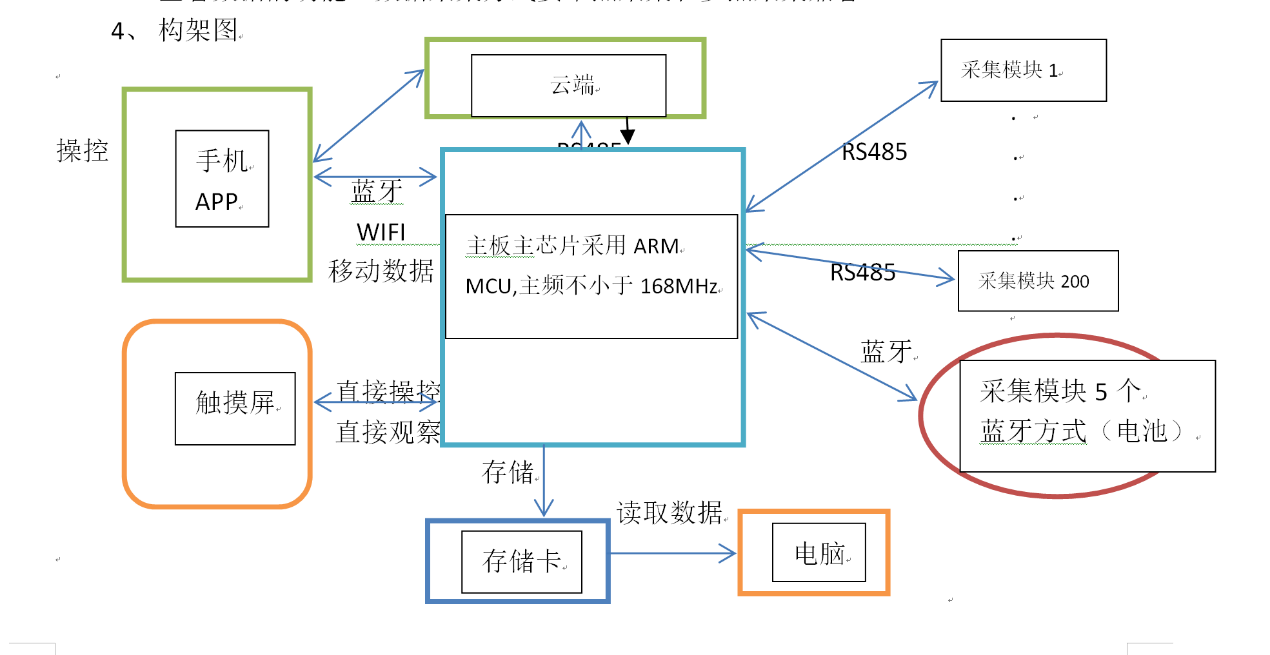 4、 构架图
云端
采集模块 1
操控
手机
APP
RS485
蓝牙
WIFI
移动数据
主板主芯片采用 ARM
MCU,主频不小于 168MHz
RS485
采集模块 200
蓝牙
采集模块 5 个
蓝牙方式（电池）
触摸屏
直接操控
直接观察
存储
读取数据
存储卡
电脑